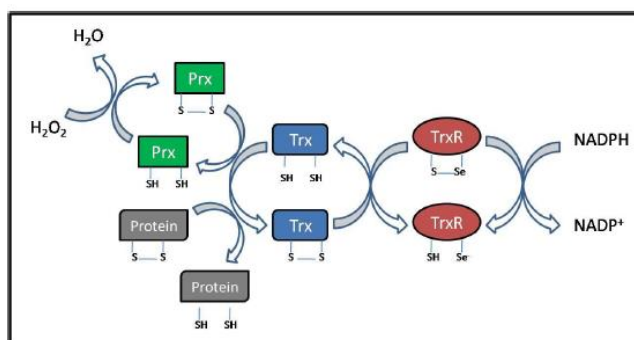 H₂O
Prx
S S
H₂O₂
Prx
SH SH
Trx
SH SH
TrxR
S Se
NADPH
Protein
S S
Trx
S S
TrxR
SH Se⁻
NADP⁺
Protein
SH SH